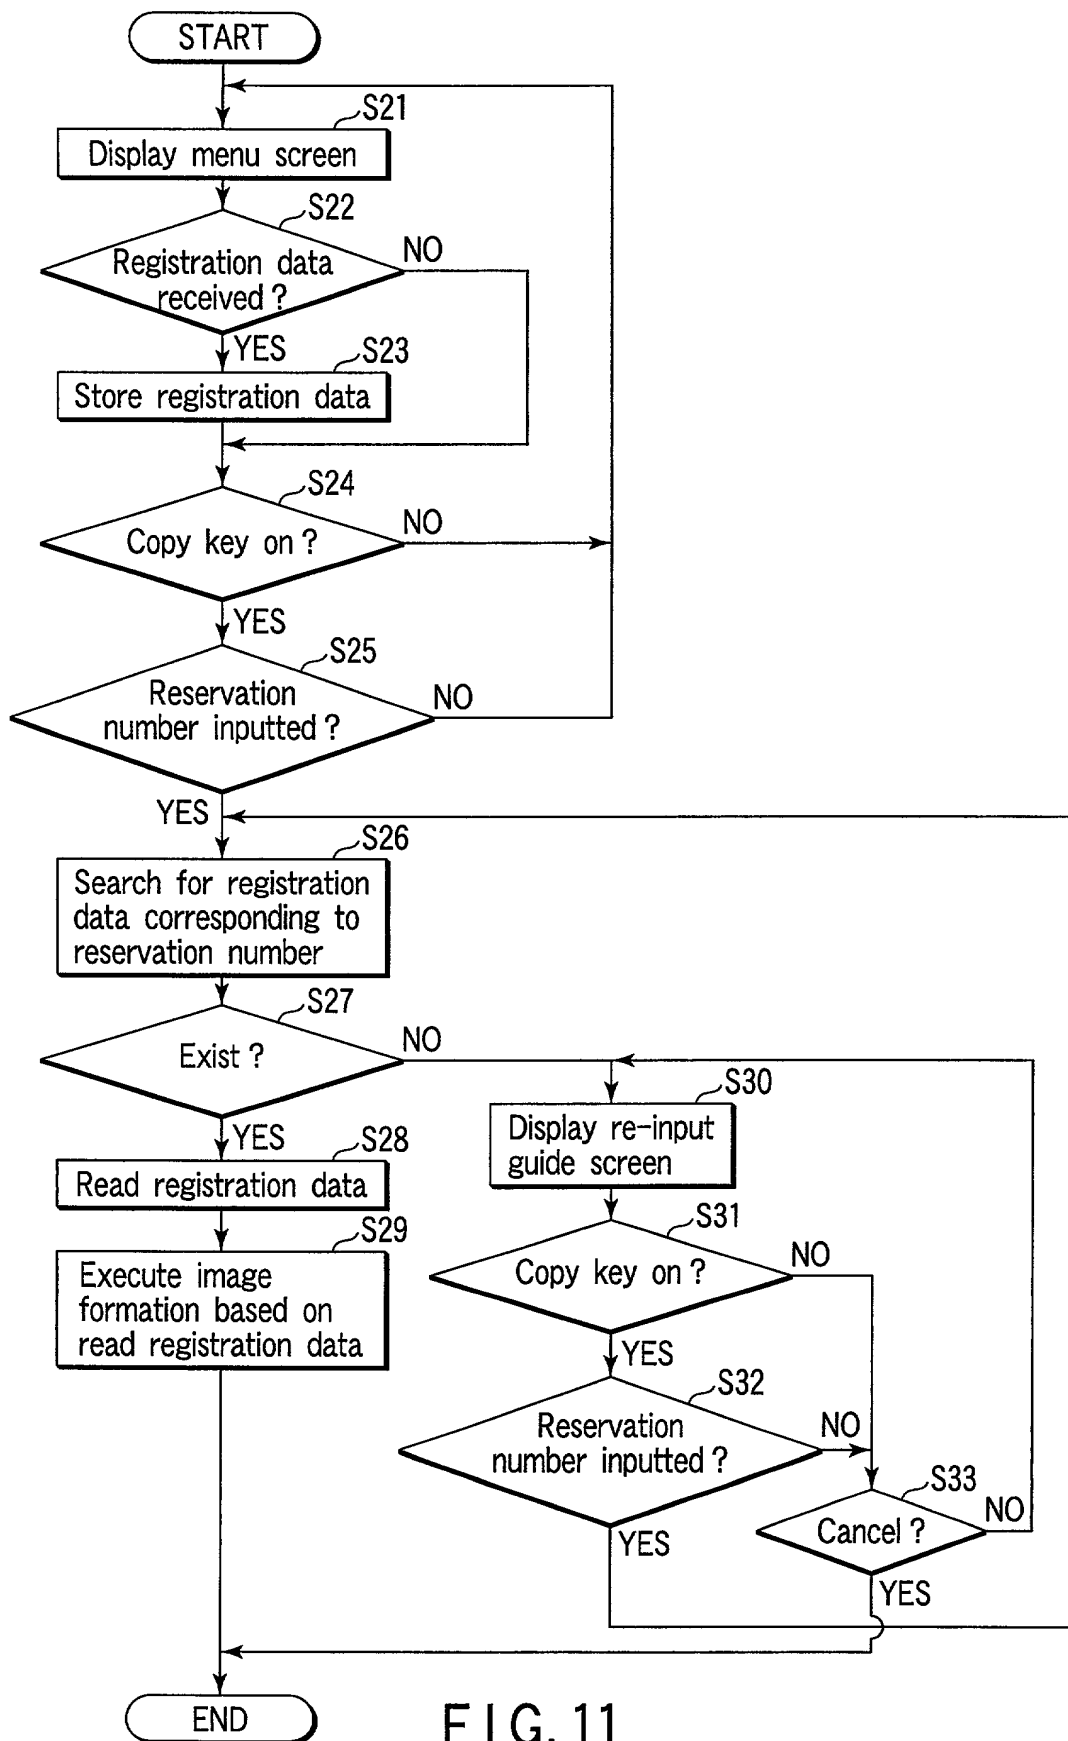 START
S21
Display menu screen
S22
Registration data
received?
NO
YES
S23
Store registration data
S24
Copy key on?
NO
YES
S25
Reservation
number inputted?
NO
YES
S26
Search for registration
data corresponding to
reservation number
S27
Exist?
NO
YES
S28
Read registration data
S29
Execute image
formation based on
read registration data
S30
Display re-input
guide screen
S31
Copy key on?
NO
YES
S32
Reservation
number inputted?
NO
YES
S33
Cancel?
NO
YES
END
FIG. 11